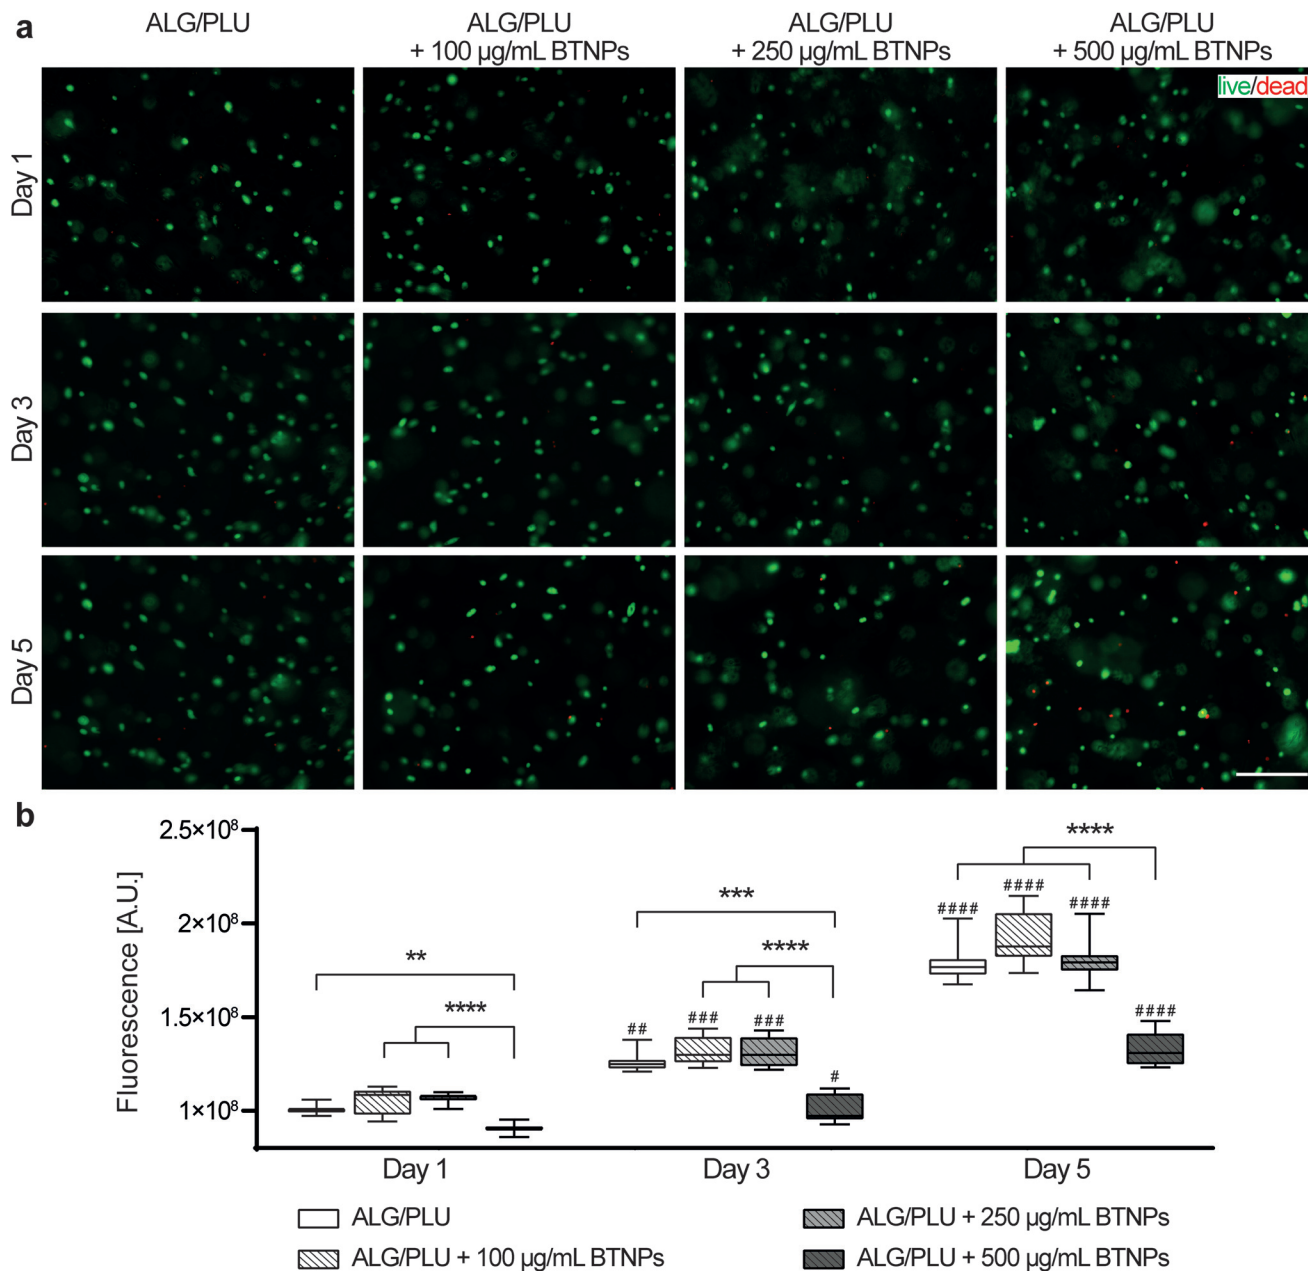 a
ALG/PLU
ALG/PLU
+ 100 µg/mL BTNPs
ALG/PLU
+ 250 µg/mL BTNPs
ALG/PLU
+ 500 µg/mL BTNPs
live/dead
Day 1
Day 3
Day 5
b
Fluorescence [A.U.]
2.5×10⁸
2×10⁸
1.5×10⁸
1×10⁸
**
****
***
****
##
###
###
#
****
####
####
####
####
Day 1
Day 3
Day 5
ALG/PLU
ALG/PLU + 100 µg/mL BTNPs
ALG/PLU + 250 µg/mL BTNPs
ALG/PLU + 500 µg/mL BTNPs